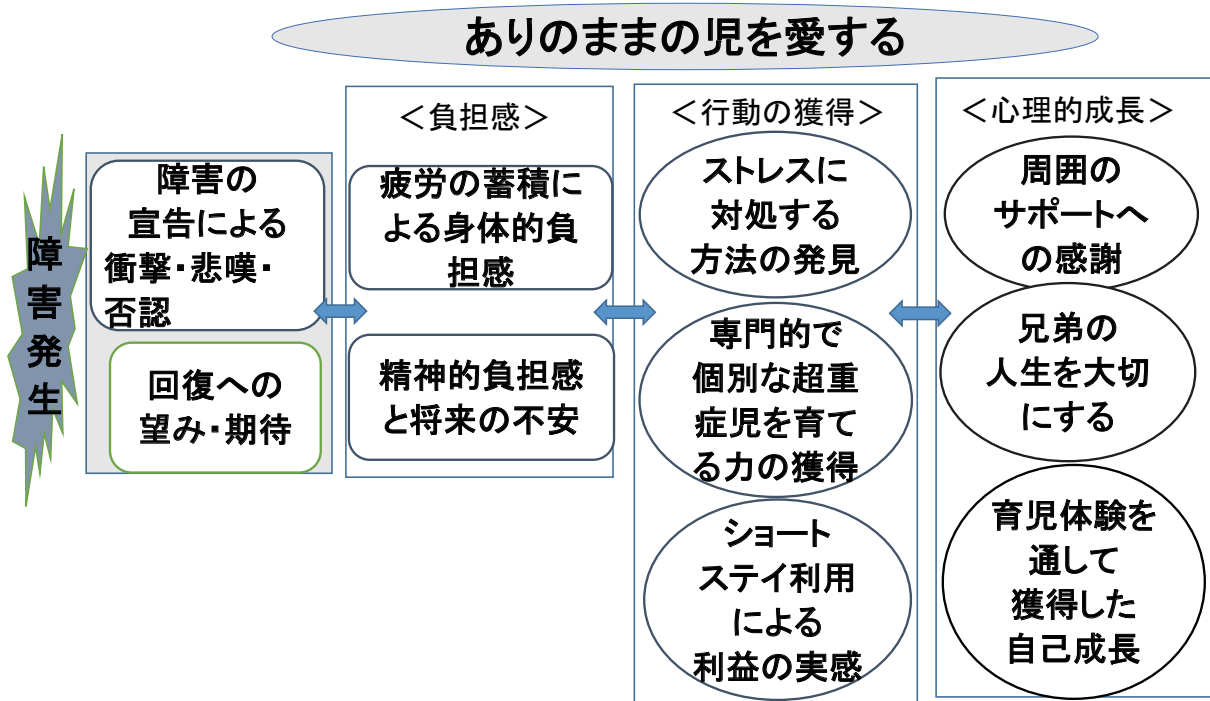 ありのままの児を愛する
障
害
発
生
障害の
宣告による
衝撃・悲嘆・
否認
回復への
望み・期待
＜負担感＞
疲労の蓄積に
よる身体的負
担感
精神的負担感
と将来の不安
＜行動の獲得＞
ストレスに
対処する
方法の発見
専門的で
個別な超重
症児を育て
る力の獲得
ショート
ステイ利用
による
利益の実感
＜心理的成長＞
周囲の
サポートへ
の感謝
兄弟の
人生を大切
にする
育児体験を
通して
獲得した
自己成長